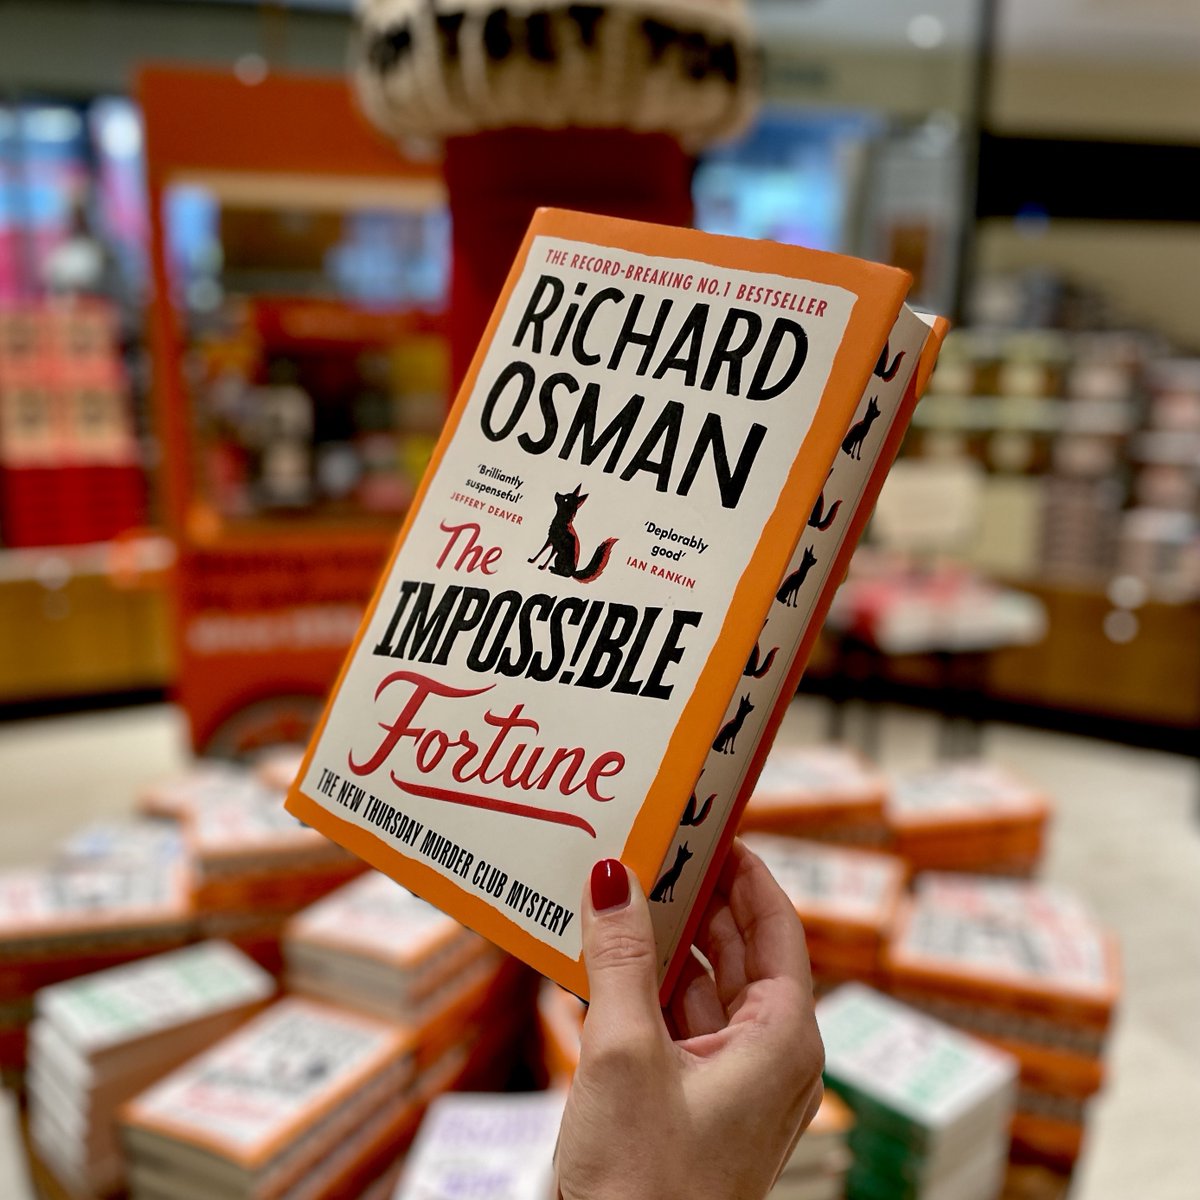 THE RECORD-BREAKING NO.1 BESTSELLER
RiCHARD
OSMAN
'Brilliantly
suspenseful'
JEFFERY DEAVER
'Deplorably
good'
IAN RANKIN
The
IMPOSS!BLE
Fortune
THE NEW THURSDAY MURDER CLUB MYSTERY